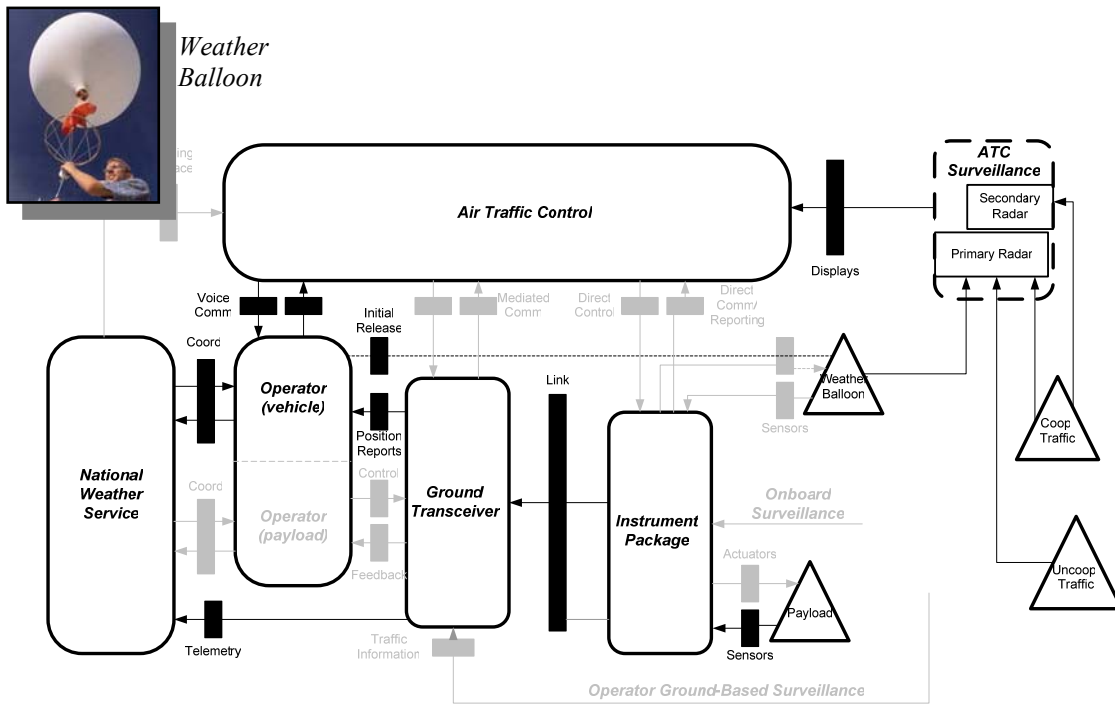 Weather
Balloon
ATC
Surveillance
Secondary
Radar
Primary Radar
Air Traffic Control
Displays
Voice
Comm
Initial
Release
Mediated
Comm
Direct
Control
Direct
Comm/
Reporting
Coord
Operator
(vehicle)
Link
Weather
Balloon
Sensors
Coop
Traffic
Position
Reports
National
Weather
Service
Coord
Operator
(payload)
Control
Feedback
Ground
Transceiver
Instrument
Package
Onboard
Surveillance
Actuators
Payload
Sensors
Uncoop
Traffic
Telemetry
Traffic
Information
Operator Ground-Based Surveillance